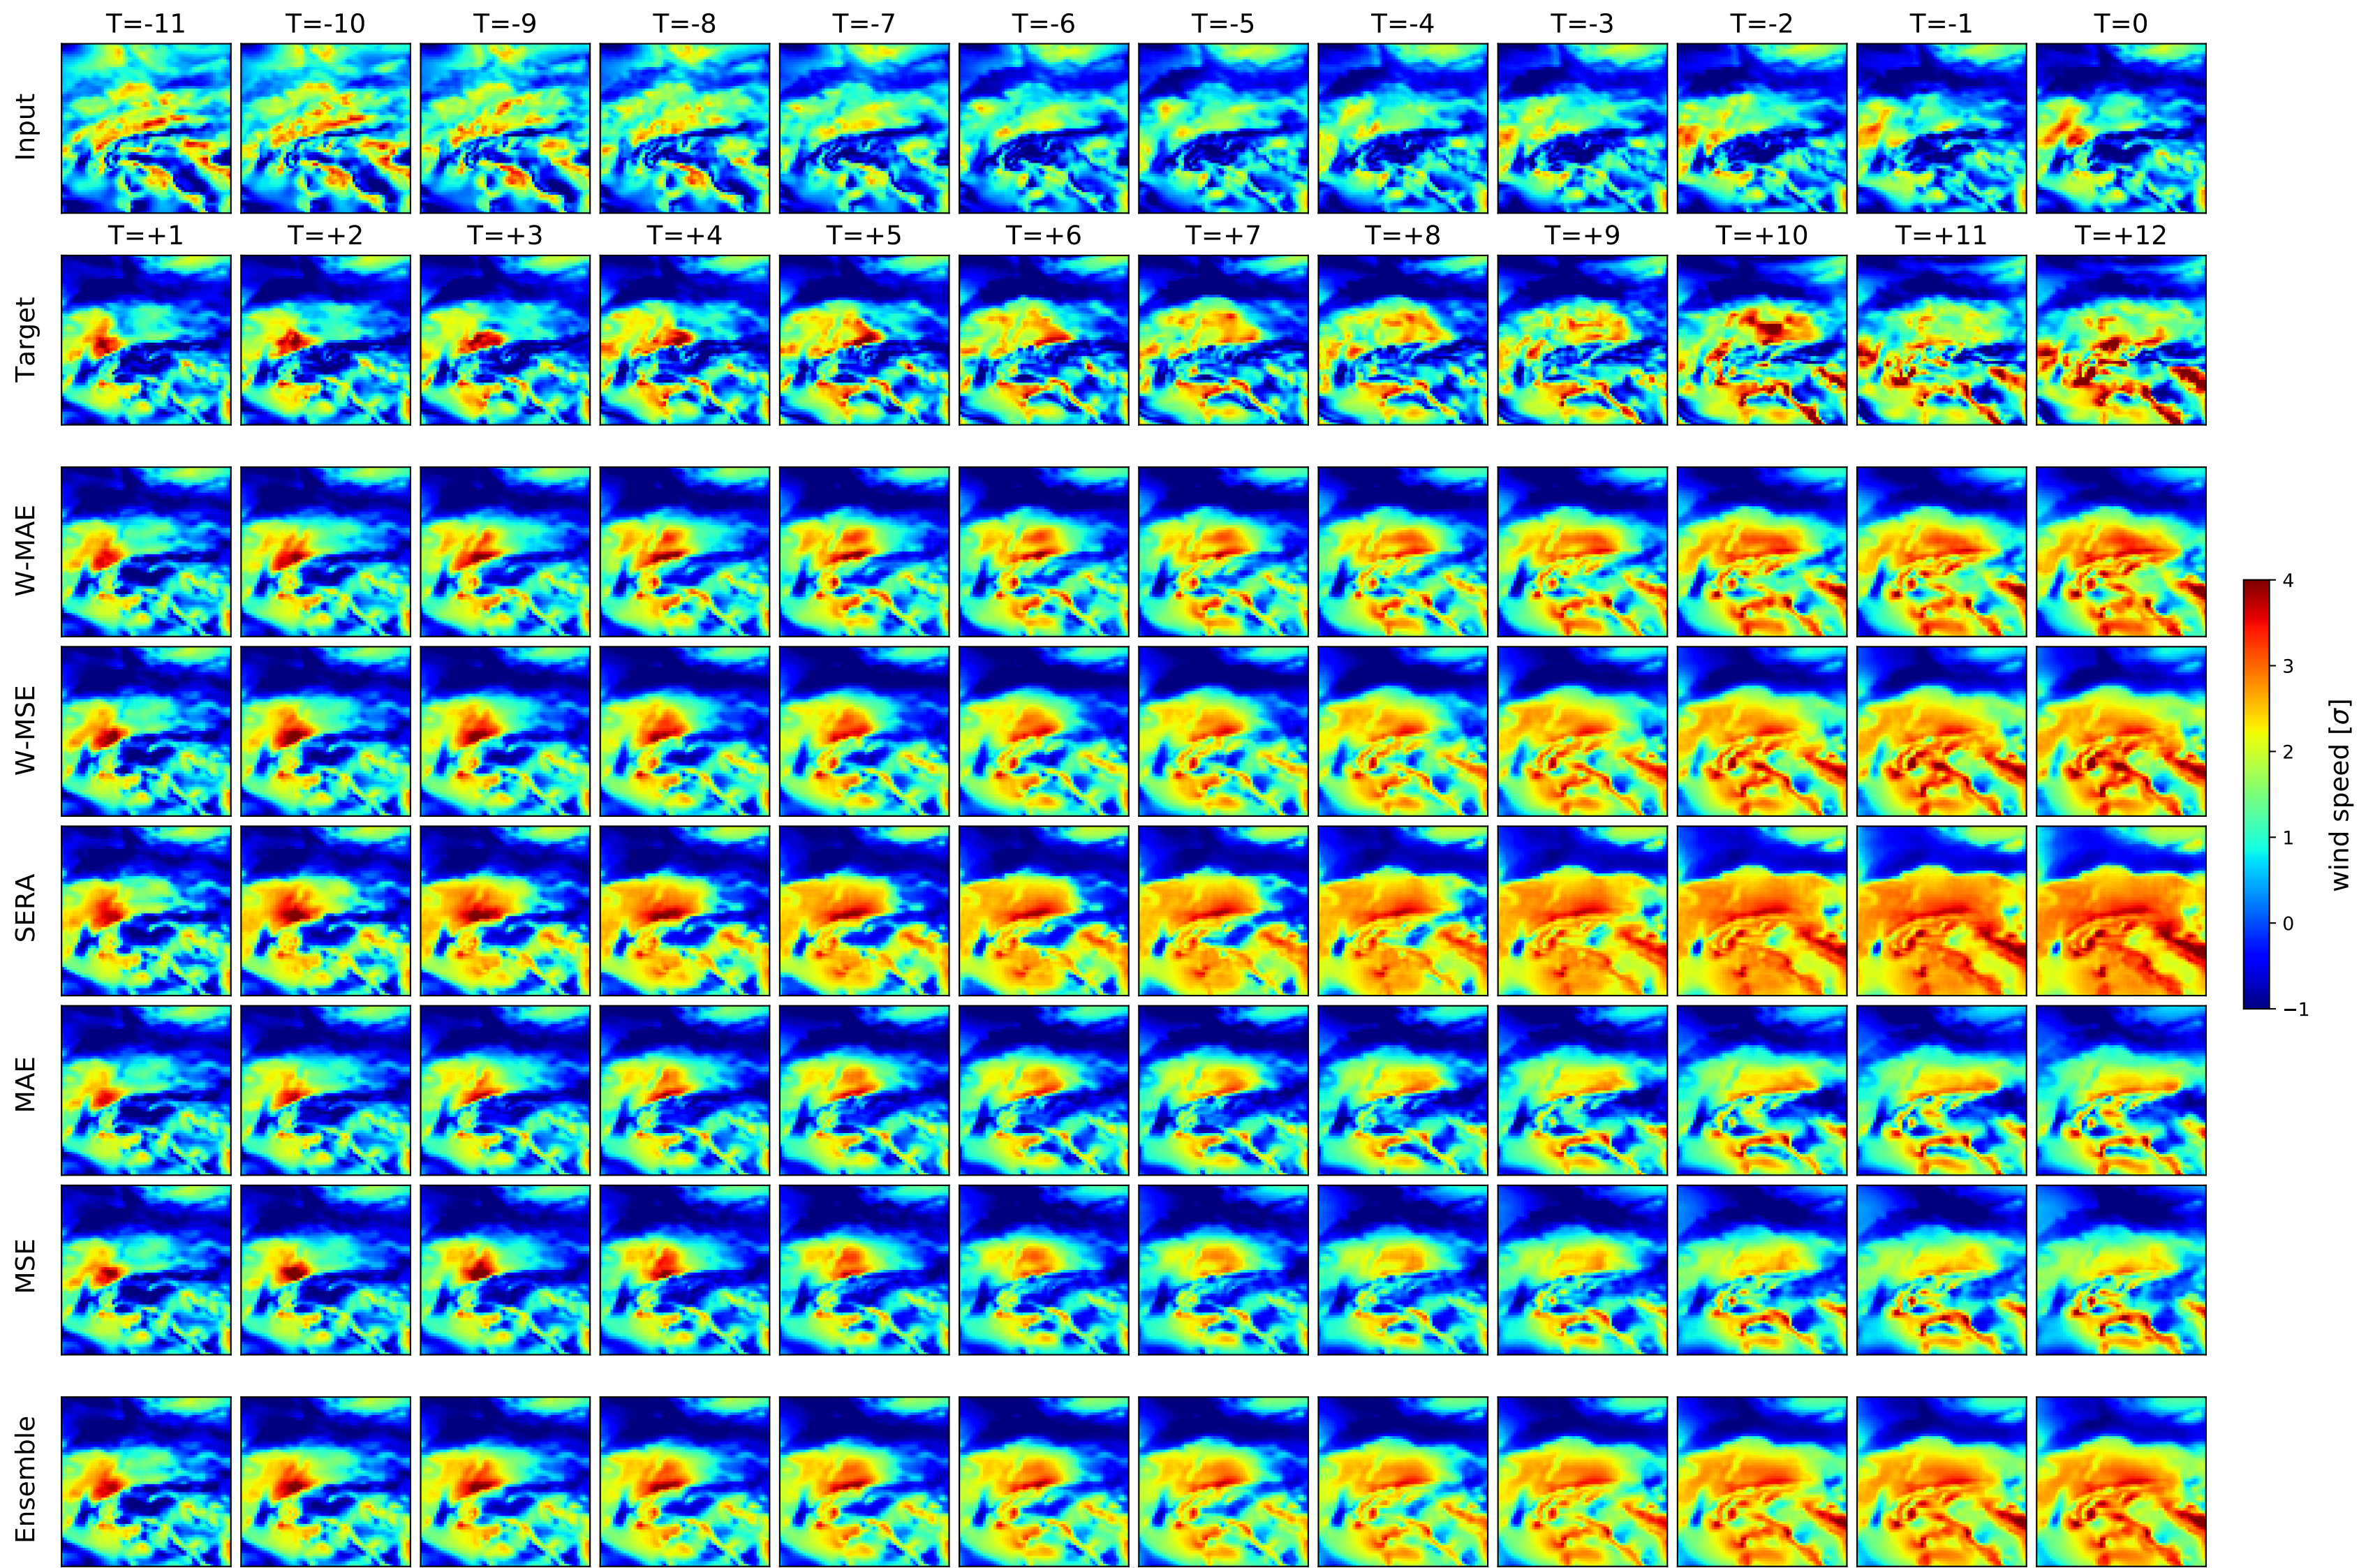 T=-11 T=-10 T=-9 T=-8 T=-7 T=-6 T=-5 T=-4 T=-3 T=-2 T=-1 T=0
Input
T=+1 T=+2 T=+3 T=+4 T=+5 T=+6 T=+7 T=+8 T=+9 T=+10 T=+11 T=+12
Target
W-MAE
W-MSE
SERA
MAE
MSE
Ensemble
4
3
2
1
0
−1
wind speed [σ]